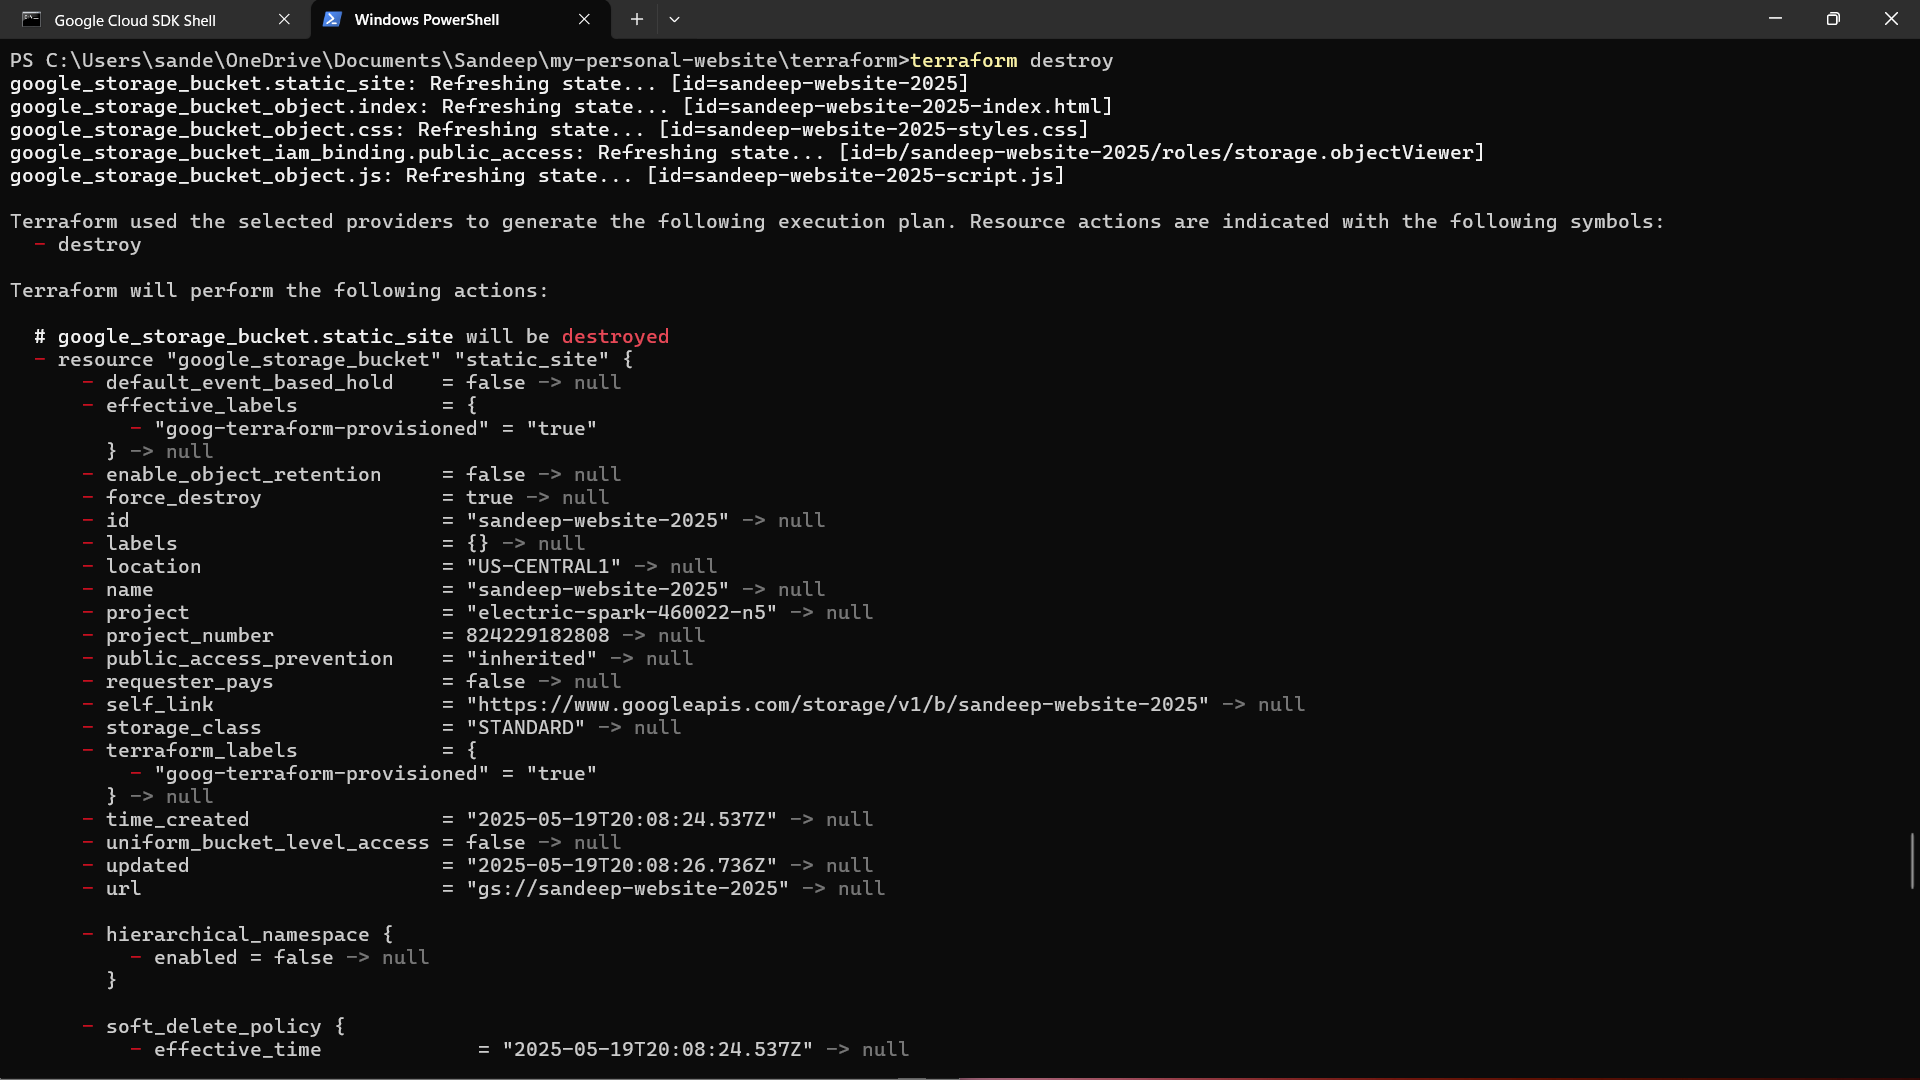 Google Cloud SDK Shell
Windows PowerShell
PS C:\Users\sande\OneDrive\Documents\Sandeep\my-personal-website\terraform>terraform destroy
google_storage_bucket.static_site: Refreshing state... [id=sandeep-website-2025]
google_storage_bucket_object.index: Refreshing state... [id=sandeep-website-2025-index.html]
google_storage_bucket_object.css: Refreshing state... [id=sandeep-website-2025-styles.css]
google_storage_bucket_iam_binding.public_access: Refreshing state... [id=b/sandeep-website-2025/roles/storage.objectViewer]
google_storage_bucket_object.js: Refreshing state... [id=sandeep-website-2025-script.js]
Terraform used the selected providers to generate the following execution plan. Resource actions are indicated with the following symbols:
- destroy
Terraform will perform the following actions:
# google_storage_bucket.static_site will be destroyed
- resource "google_storage_bucket" "static_site" {
- default_event_based_hold    = false -> null
- effective_labels            = {
- "goog-terraform-provisioned" = "true"
} -> null
- enable_object_retention     = false -> null
- force_destroy               = true -> null
- id                          = "sandeep-website-2025" -> null
- labels                      = {} -> null
- location                    = "US-CENTRAL1" -> null
- name                        = "sandeep-website-2025" -> null
- project                     = "electric-spark-460022-n5" -> null
- project_number              = 824229182808 -> null
- public_access_prevention    = "inherited" -> null
- requester_pays              = false -> null
- self_link                   = "https://www.googleapis.com/storage/v1/b/sandeep-website-2025" -> null
- storage_class               = "STANDARD" -> null
- terraform_labels            = {
- "goog-terraform-provisioned" = "true"
} -> null
- time_created                = "2025-05-19T20:08:24.537Z" -> null
- uniform_bucket_level_access = false -> null
- updated                     = "2025-05-19T20:08:26.736Z" -> null
- url                         = "gs://sandeep-website-2025" -> null
- hierarchical_namespace {
- enabled = false -> null
}
- soft_delete_policy {
- effective_time             = "2025-05-19T20:08:24.537Z" -> null